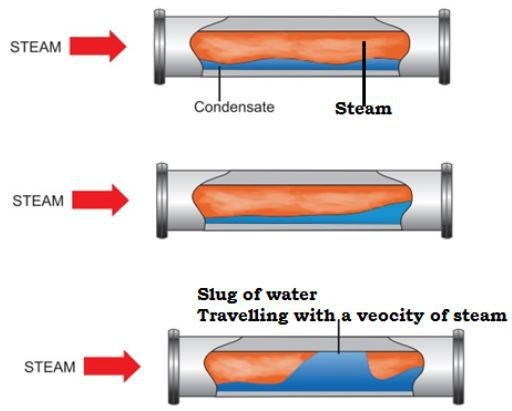 STEAM
Condensate
Steam
STEAM
Slug of water
Travelling with a veocity of steam
STEAM